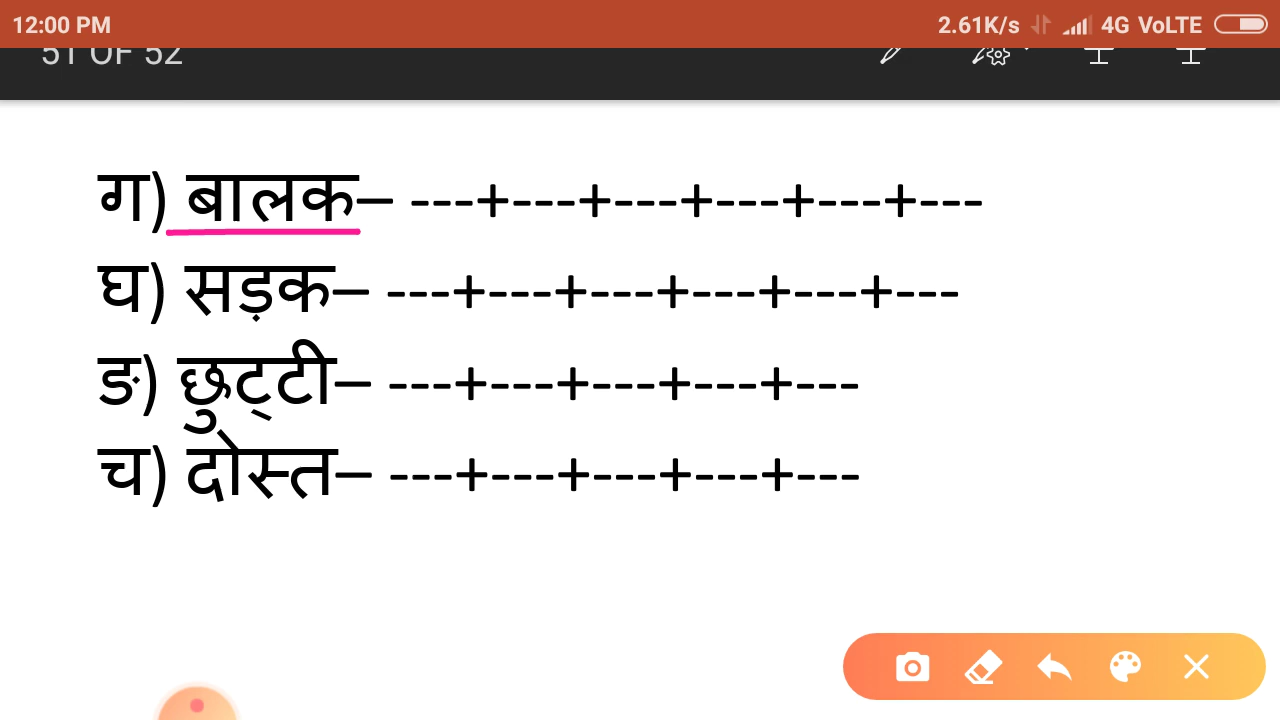 12:00 PM 2.61K/s 4G VoLTE
51 OF 52
ग) बालक– ---+---+---+---+---+---
घ) सड़क– ---+---+---+---+---+---
ङ) छुट्‌टी– ---+---+---+---+---
च) दोस्त– ---+---+---+---+---